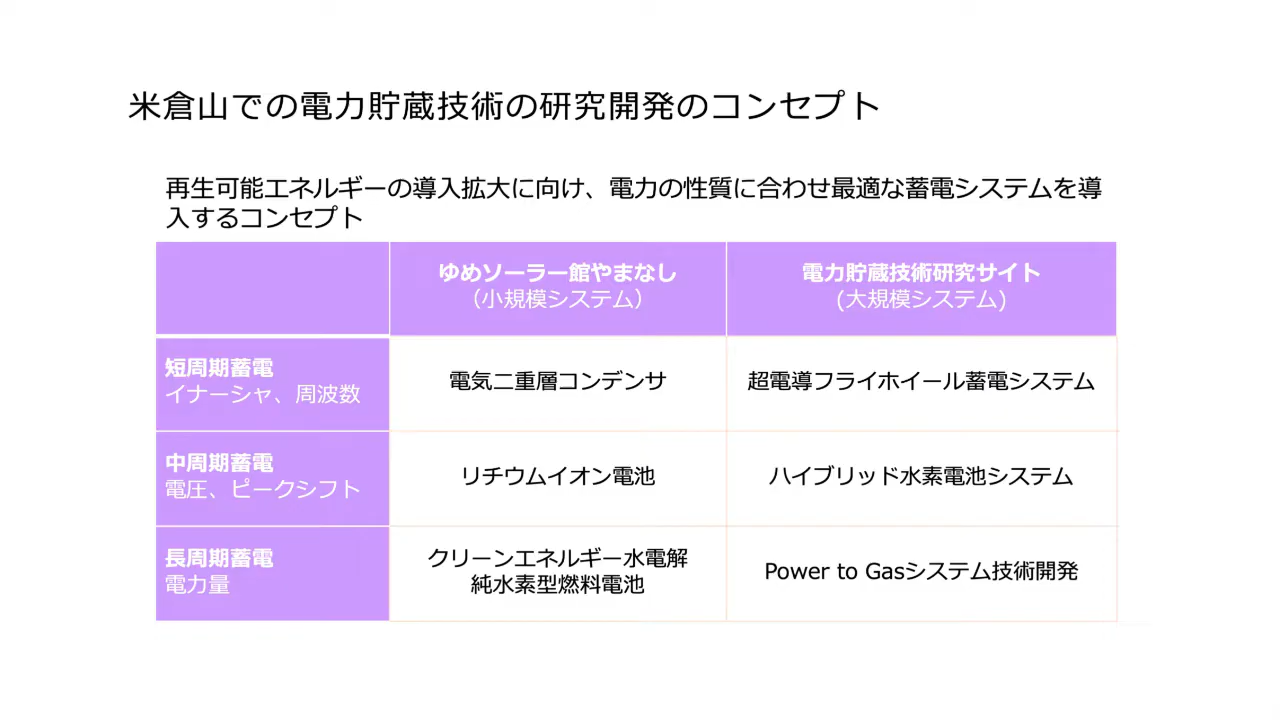 米倉山での電力貯蔵技術の研究開発のコンセプト
再生可能エネルギーの導入拡大に向け、電力の性質に合わせ最適な蓄電システムを導
入するコンセプト
ゆめソーラー館やまなし
（小規模システム）
電力貯蔵技術研究サイト
(大規模システム)
短周期蓄電
イナーシャ、周波数
電気二重層コンデンサ
超電導フライホイール蓄電システム
中周期蓄電
電圧、ピークシフト
リチウムイオン電池
ハイブリッド水素電池システム
長周期蓄電
電力量
クリーンエネルギー水電解
純水素型燃料電池
Power to Gasシステム技術開発